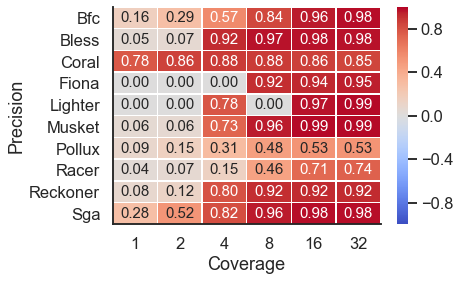 Precision
Bfc 0.16 0.29 0.57 0.84 0.96 0.98
Bless 0.05 0.07 0.92 0.97 0.98 0.98
Coral 0.78 0.86 0.88 0.88 0.86 0.85
Fiona 0.00 0.00 0.00 0.92 0.94 0.95
Lighter 0.00 0.00 0.78 0.00 0.97 0.99
Musket 0.06 0.06 0.73 0.96 0.99 0.99
Pollux 0.09 0.15 0.31 0.48 0.53 0.53
Racer 0.04 0.07 0.15 0.46 0.71 0.74
Reckoner 0.08 0.12 0.80 0.92 0.92 0.92
Sga 0.28 0.52 0.82 0.96 0.98 0.98
1 2 4 8 16 32
Coverage
0.8
0.4
0.0
−0.4
−0.8